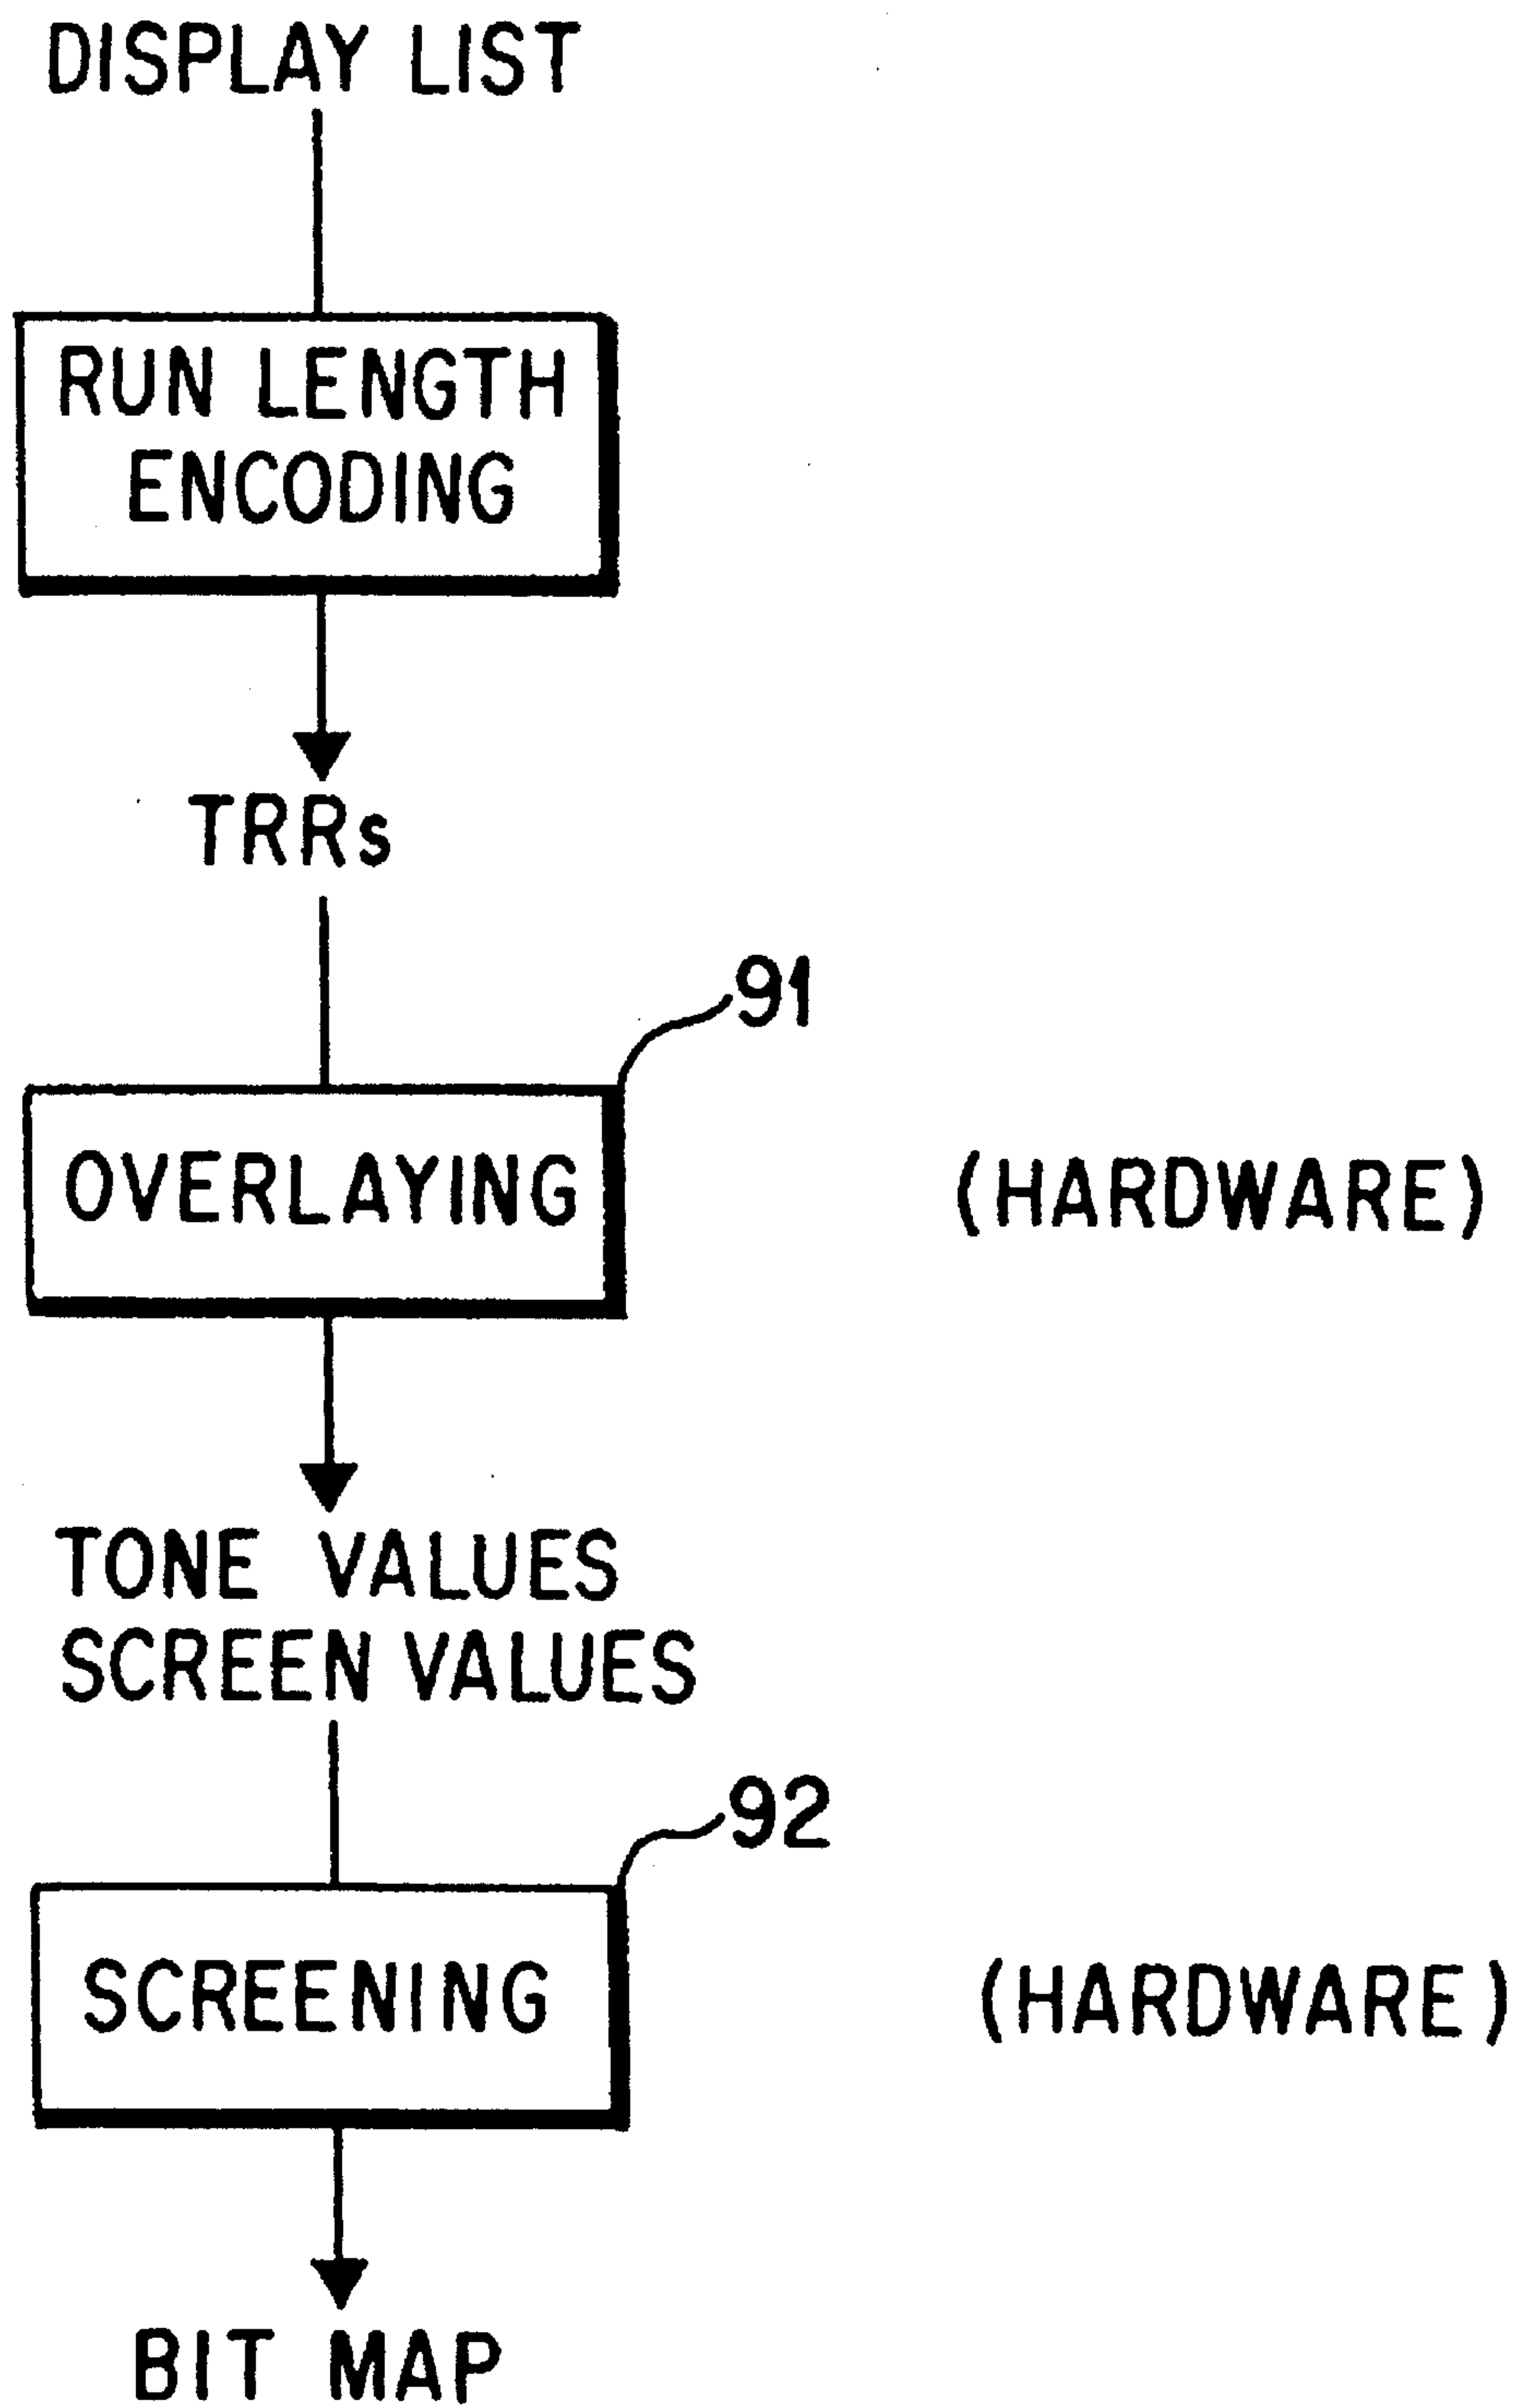 DISPLAY LIST
RUN LENGTH
ENCODING
TRRs
91
OVERLAYING
(HARDWARE)
TONE VALUES
SCREEN VALUES
92
SCREENING
(HARDWARE)
BIT MAP